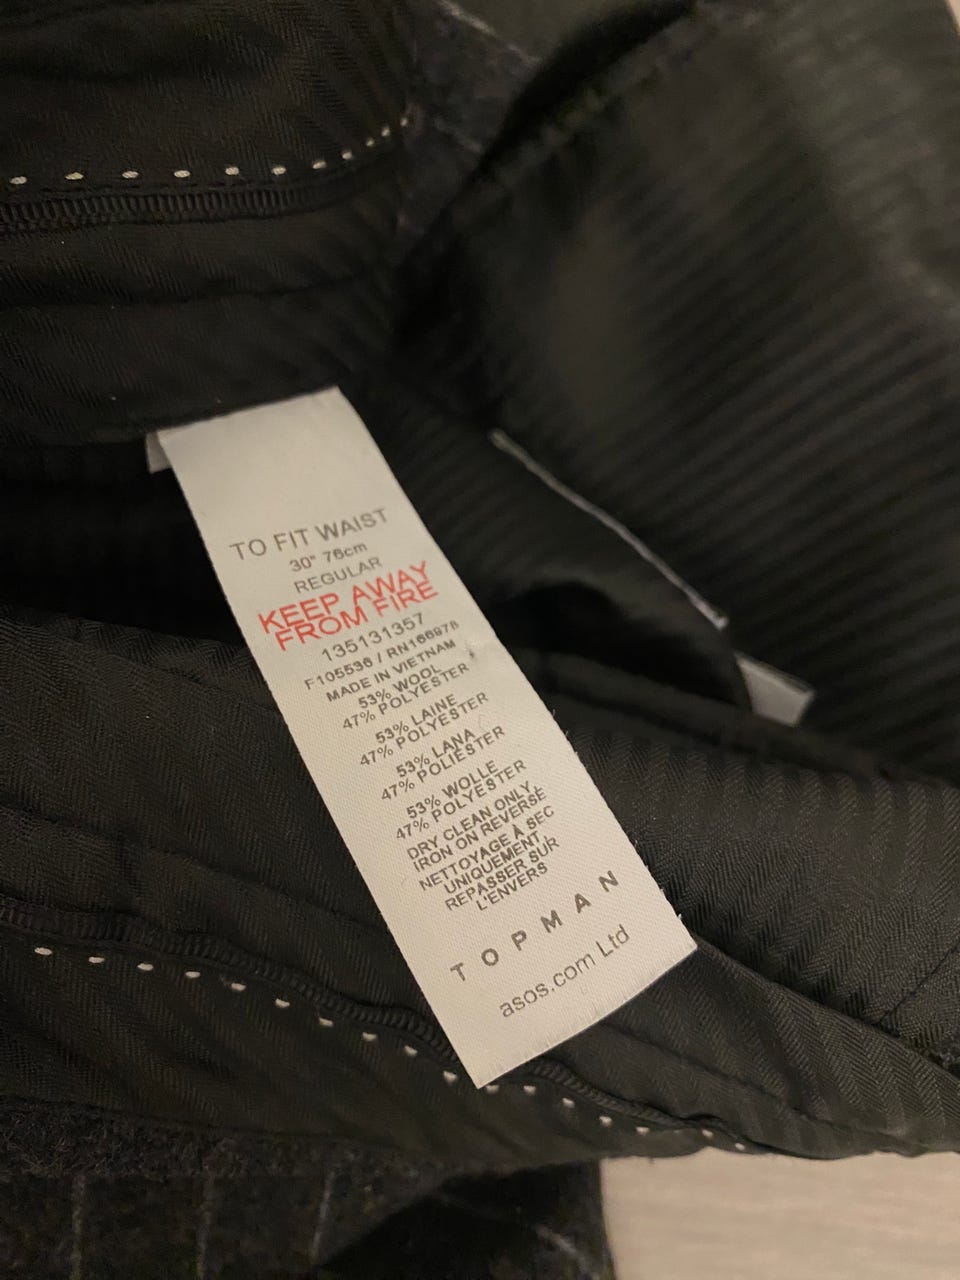 TO FIT WAIST
30" 76cm
REGULAR
KEEP AWAY
FROM FIRE
135131357
F105536 / RN166978
MADE IN VIETNAM
53% WOOL
47% POLYESTER
53% LAINE
47% POLYESTER
53% LANA
47% POLIÉSTER
53% WOLLE
47% POLYESTER
DRY CLEAN ONLY,
IRON ON REVERSE
NETTOYAGE À SEC
UNIQUEMENT,
REPASSER SUR
L'ENVERS
TOPMAN
asos.com Ltd